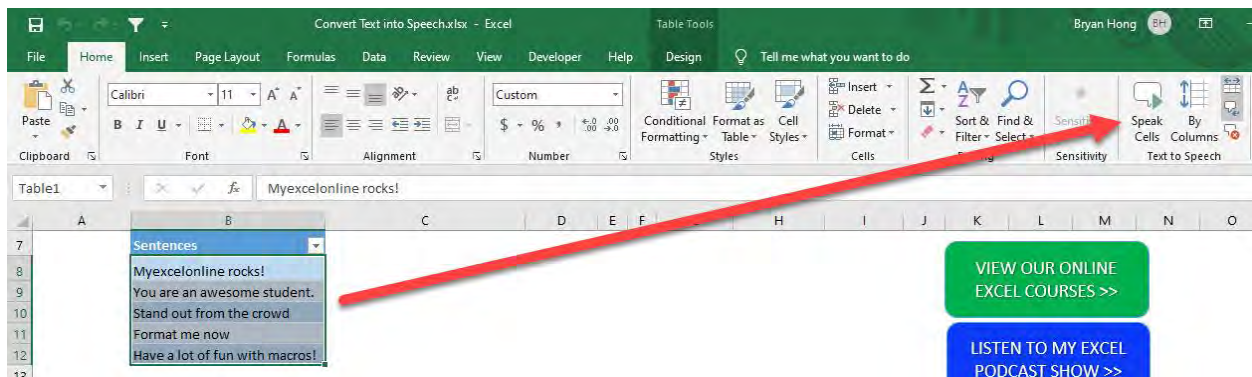 Convert Text into Speech.xlsx - Excel
Table Tools
Bryan Hong BH
File Home Insert Page Layout Formulas Data Review View Developer Help Design Tell me what you want to do
Calibri 11 A A
ab
Custom
Insert
Paste
B I U A
$ % , .00 .0
Conditional Formatting
Format as Table
Cell Styles
Delete
Format
Sort & Filter
Find & Select
Speak Cells
By Columns
Clipboard Font Alignment Number Styles Cells Sensitivity Text to Speech
Table1 fx Myexcelonline rocks!
A B C D E F H I J K L M N O
7 Sentences
8 Myexcelonline rocks!
9 You are an awesome student.
10 Stand out from the crowd
11 Format me now
12 Have a lot of fun with macros!
13
VIEW OUR ONLINE
EXCEL COURSES >>
LISTEN TO MY EXCEL
PODCAST SHOW >>